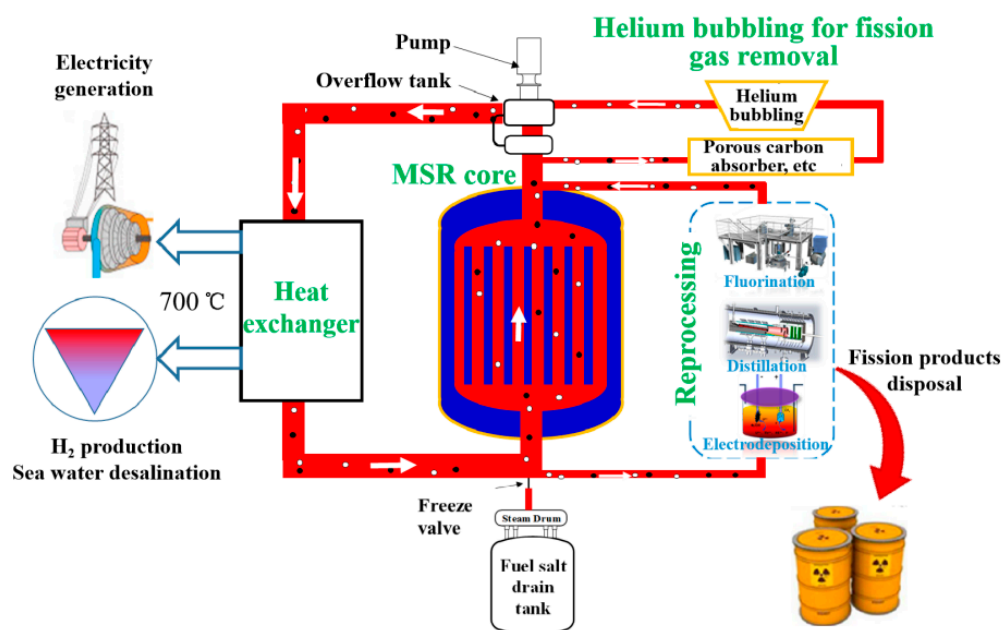 Electricity
generation
Pump
Overflow tank
Helium bubbling for fission
gas removal
Helium
bubbling
Porous carbon
absorber, etc
MSR core
Heat
exchanger
700 ℃
H₂ production
Sea water desalination
Reprocessing
Fluorination
Distillation
Electrodeposition
Fission products
disposal
Freeze
valve
Steam Drum
Fuel salt
drain
tank